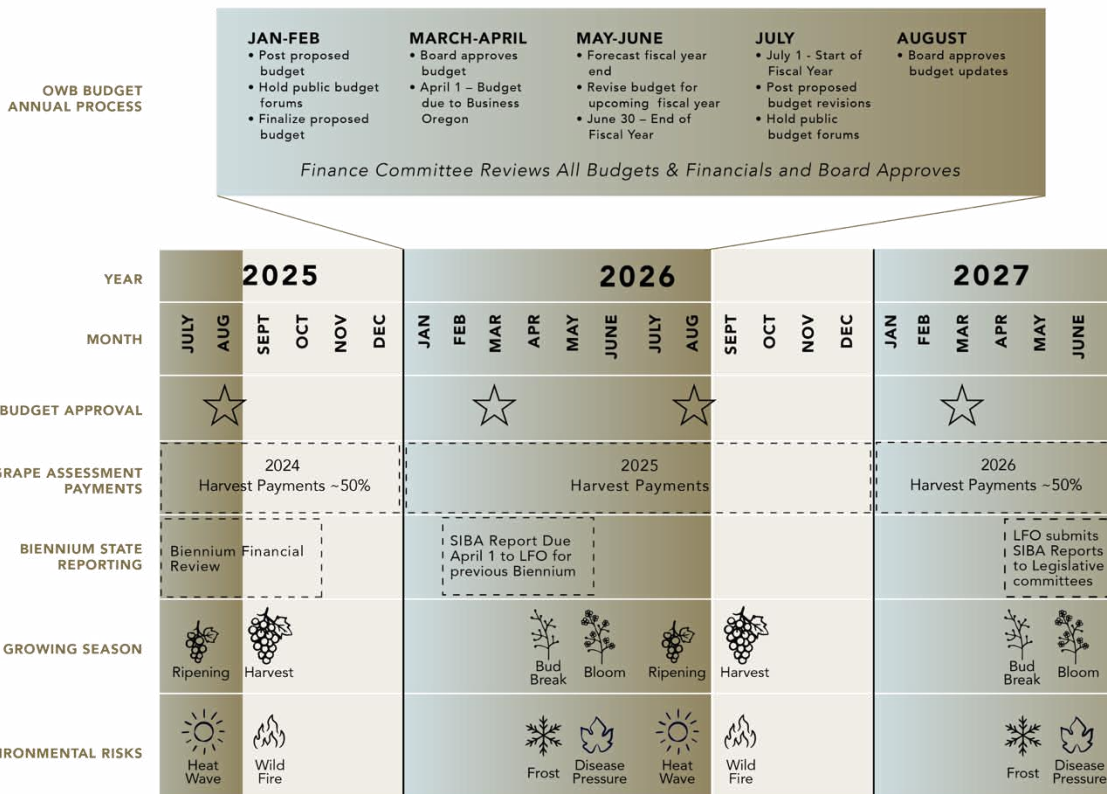 OWB BUDGET
ANNUAL PROCESS
JAN-FEB
• Post proposed
budget
• Hold public budget
forums
• Finalize proposed
budget
MARCH-APRIL
• Board approves
budget
• April 1 – Budget
due to Business
Oregon
MAY-JUNE
• Forecast fiscal year
end
• Revise budget for
upcoming fiscal year
• June 30 – End of
Fiscal Year
JULY
• July 1 - Start of
Fiscal Year
• Post proposed
budget revisions
• Hold public
budget forums
AUGUST
• Board approves
budget updates
Finance Committee Reviews All Budgets & Financials and Board Approves
YEAR
2025
2026
2027
MONTH
JULY
AUG
SEPT
OCT
NOV
DEC
JAN
FEB
MAR
APR
MAY
JUNE
JULY
AUG
SEPT
OCT
NOV
DEC
JAN
FEB
MAR
APR
MAY
JUNE
BUDGET APPROVAL
GRAPE ASSESSMENT
PAYMENTS
2024
Harvest Payments ~50%
2025
Harvest Payments
2026
Harvest Payments ~50%
BIENNIUM STATE
REPORTING
Biennium Financial
Review
SIBA Report Due
April 1 to LFO for
previous Biennium
LFO submits
SIBA Reports
to Legislative
committees
GROWING SEASON
Ripening
Harvest
Bud
Break
Bloom
Ripening
Harvest
Bud
Break
Bloom
IRONMENTAL RISKS
Heat
Wave
Wild
Fire
Frost
Disease
Pressure
Heat
Wave
Wild
Fire
Frost
Disease
Pressure